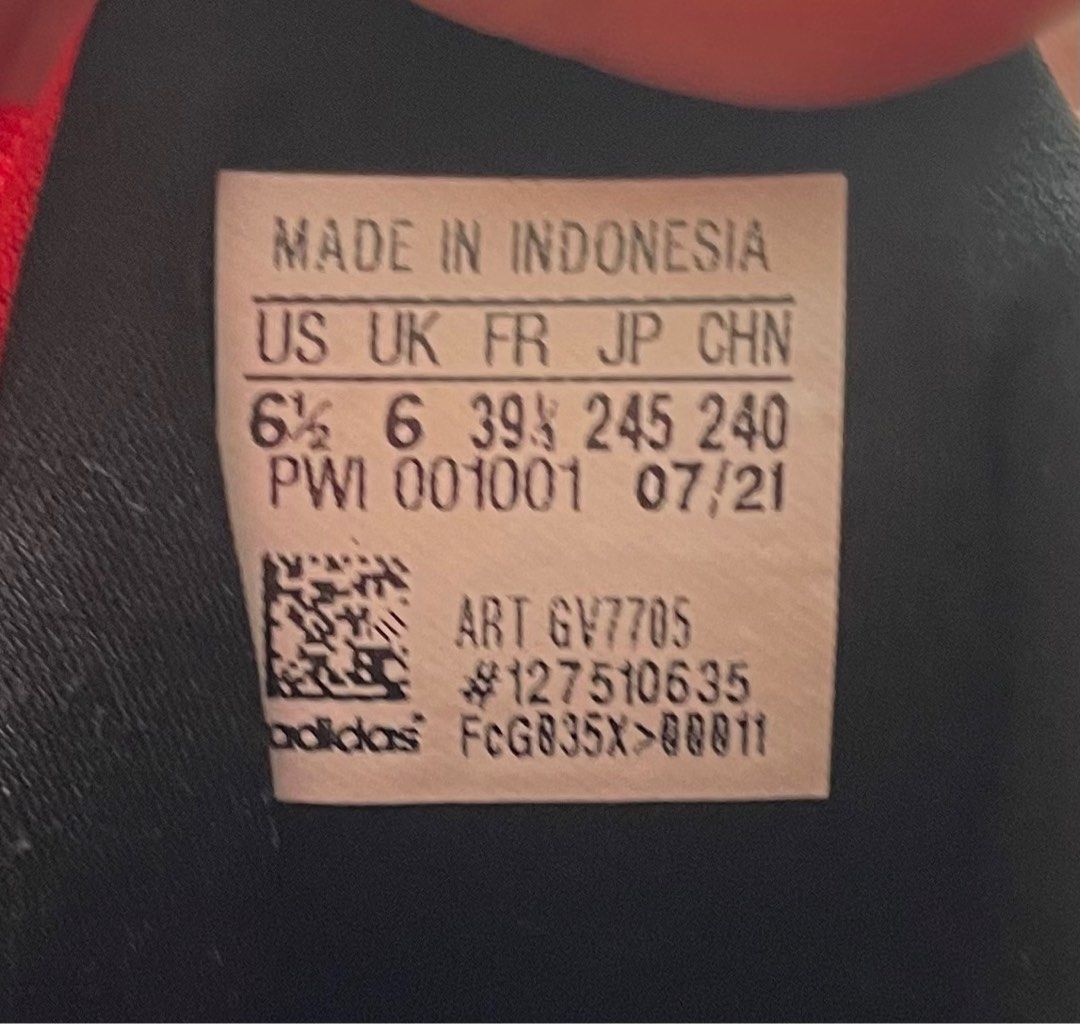 MADE IN INDONESIA
US UK FR JP CHN
6½ 6 39⅓ 245 240
PWI 001001 07/21
ART GV7705
#127510635
adidas FcG035X>00011